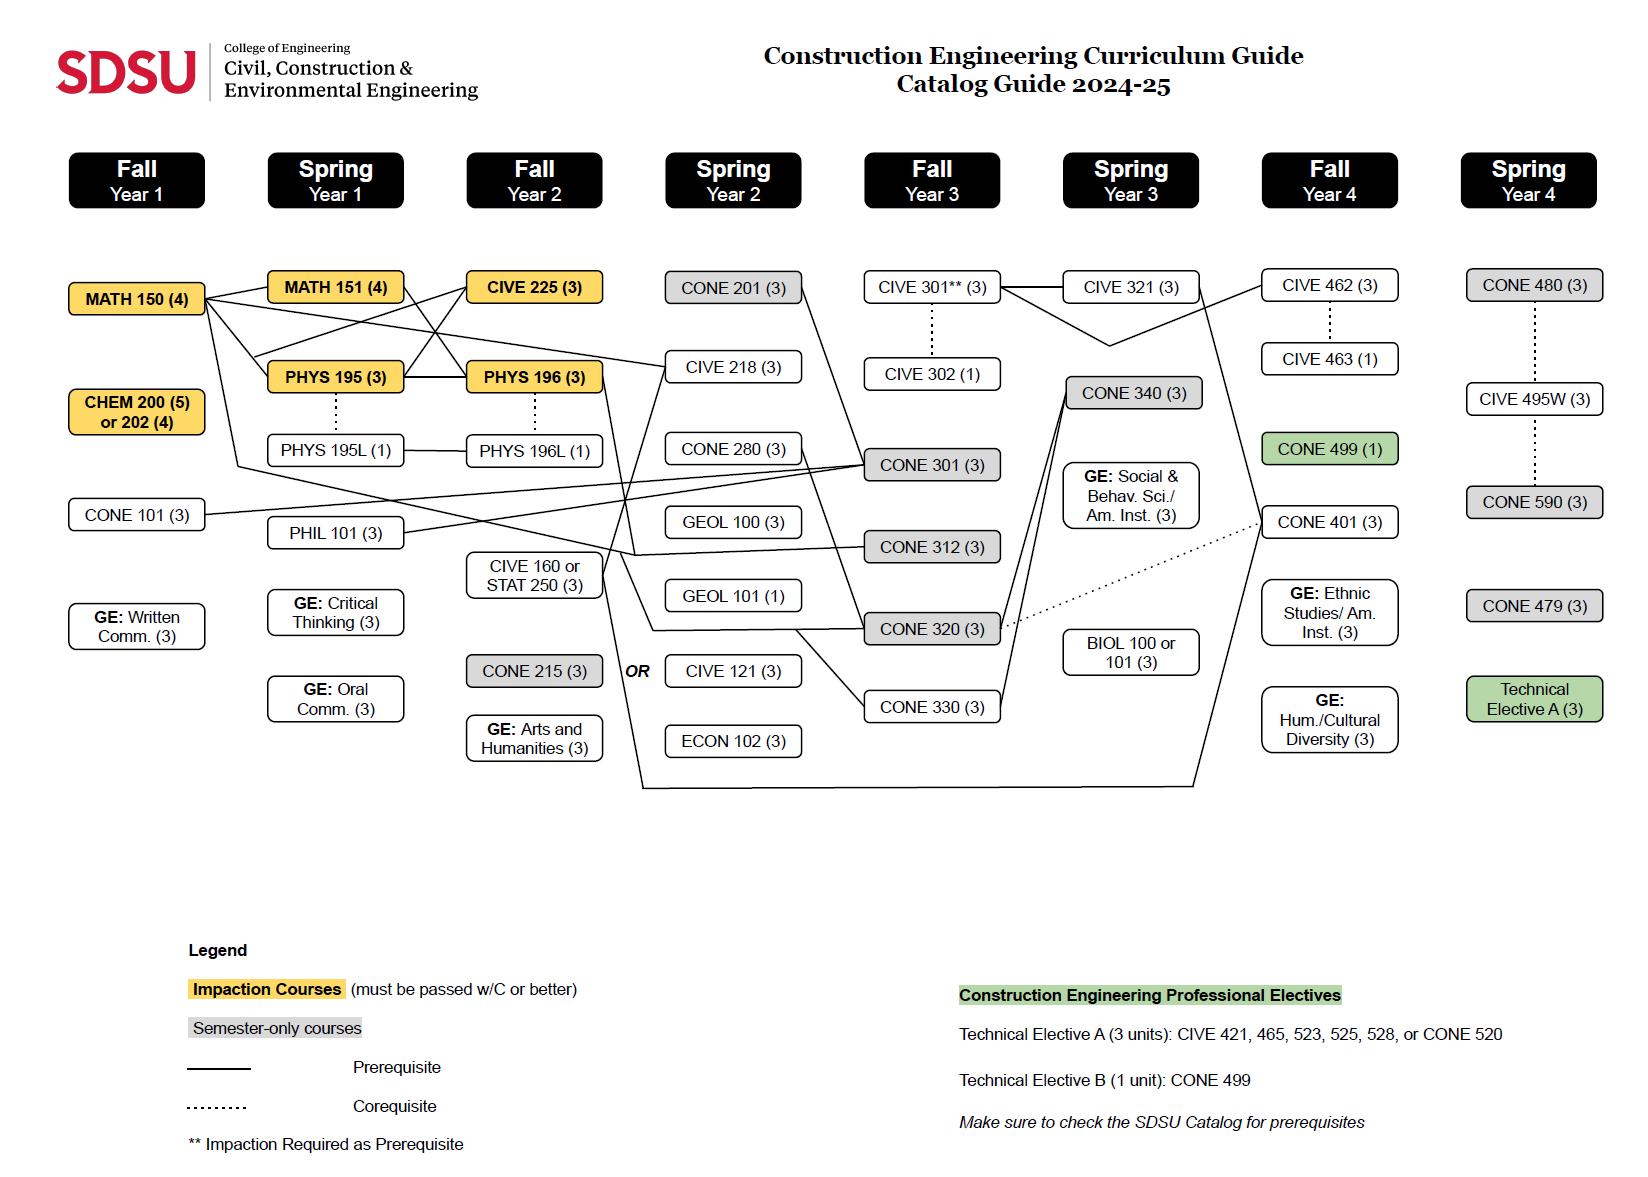 SDSU
College of Engineering
Civil, Construction &
Environmental Engineering
Construction Engineering Curriculum Guide
Catalog Guide 2024-25
Fall
Year 1
Spring
Year 1
Fall
Year 2
Spring
Year 2
Fall
Year 3
Spring
Year 3
Fall
Year 4
Spring
Year 4
MATH 150 (4)
CHEM 200 (5)
or 202 (4)
CONE 101 (3)
GE: Written
Comm. (3)
MATH 151 (4)
PHYS 195 (3)
PHYS 195L (1)
PHIL 101 (3)
GE: Critical
Thinking (3)
GE: Oral
Comm. (3)
CIVE 225 (3)
PHYS 196 (3)
PHYS 196L (1)
CIVE 160 or
STAT 250 (3)
CONE 215 (3)
OR
GE: Arts and
Humanities (3)
CONE 201 (3)
CIVE 218 (3)
CONE 280 (3)
GEOL 100 (3)
GEOL 101 (1)
CIVE 121 (3)
ECON 102 (3)
CIVE 301** (3)
CIVE 302 (1)
CONE 301 (3)
CONE 312 (3)
CONE 320 (3)
CONE 330 (3)
CIVE 321 (3)
CONE 340 (3)
GE: Social &
Behav. Sci./
Am. Inst. (3)
BIOL 100 or
101 (3)
CIVE 462 (3)
CIVE 463 (1)
CONE 499 (1)
CONE 401 (3)
GE: Ethnic
Studies/ Am.
Inst. (3)
GE:
Hum./Cultural
Diversity (3)
CONE 480 (3)
CIVE 495W (3)
CONE 590 (3)
CONE 479 (3)
Technical
Elective A (3)
Legend
Impaction Courses (must be passed w/C or better)
Semester-only courses
Prerequisite
Corequisite
** Impaction Required as Prerequisite
Construction Engineering Professional Electives
Technical Elective A (3 units): CIVE 421, 465, 523, 525, 528, or CONE 520
Technical Elective B (1 unit): CONE 499
Make sure to check the SDSU Catalog for prerequisites